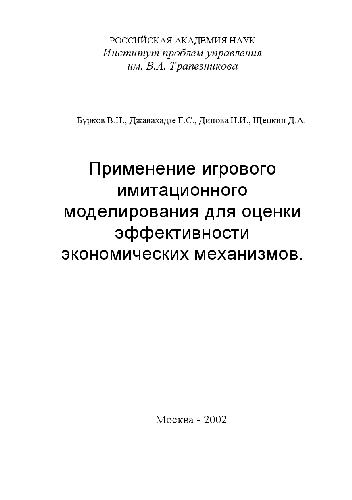 РОССИЙСКАЯ АКАДЕМИЯ НАУК
Институт проблем управления
им. В.А. Трапезникова
Бурков В.Н., Джавахадзе Г.С., Динова Н.И., Щепкин Д.А.
Применение игрового
имитационного
моделирования для оценки
эффективности
экономических механизмов.
Москва - 2002